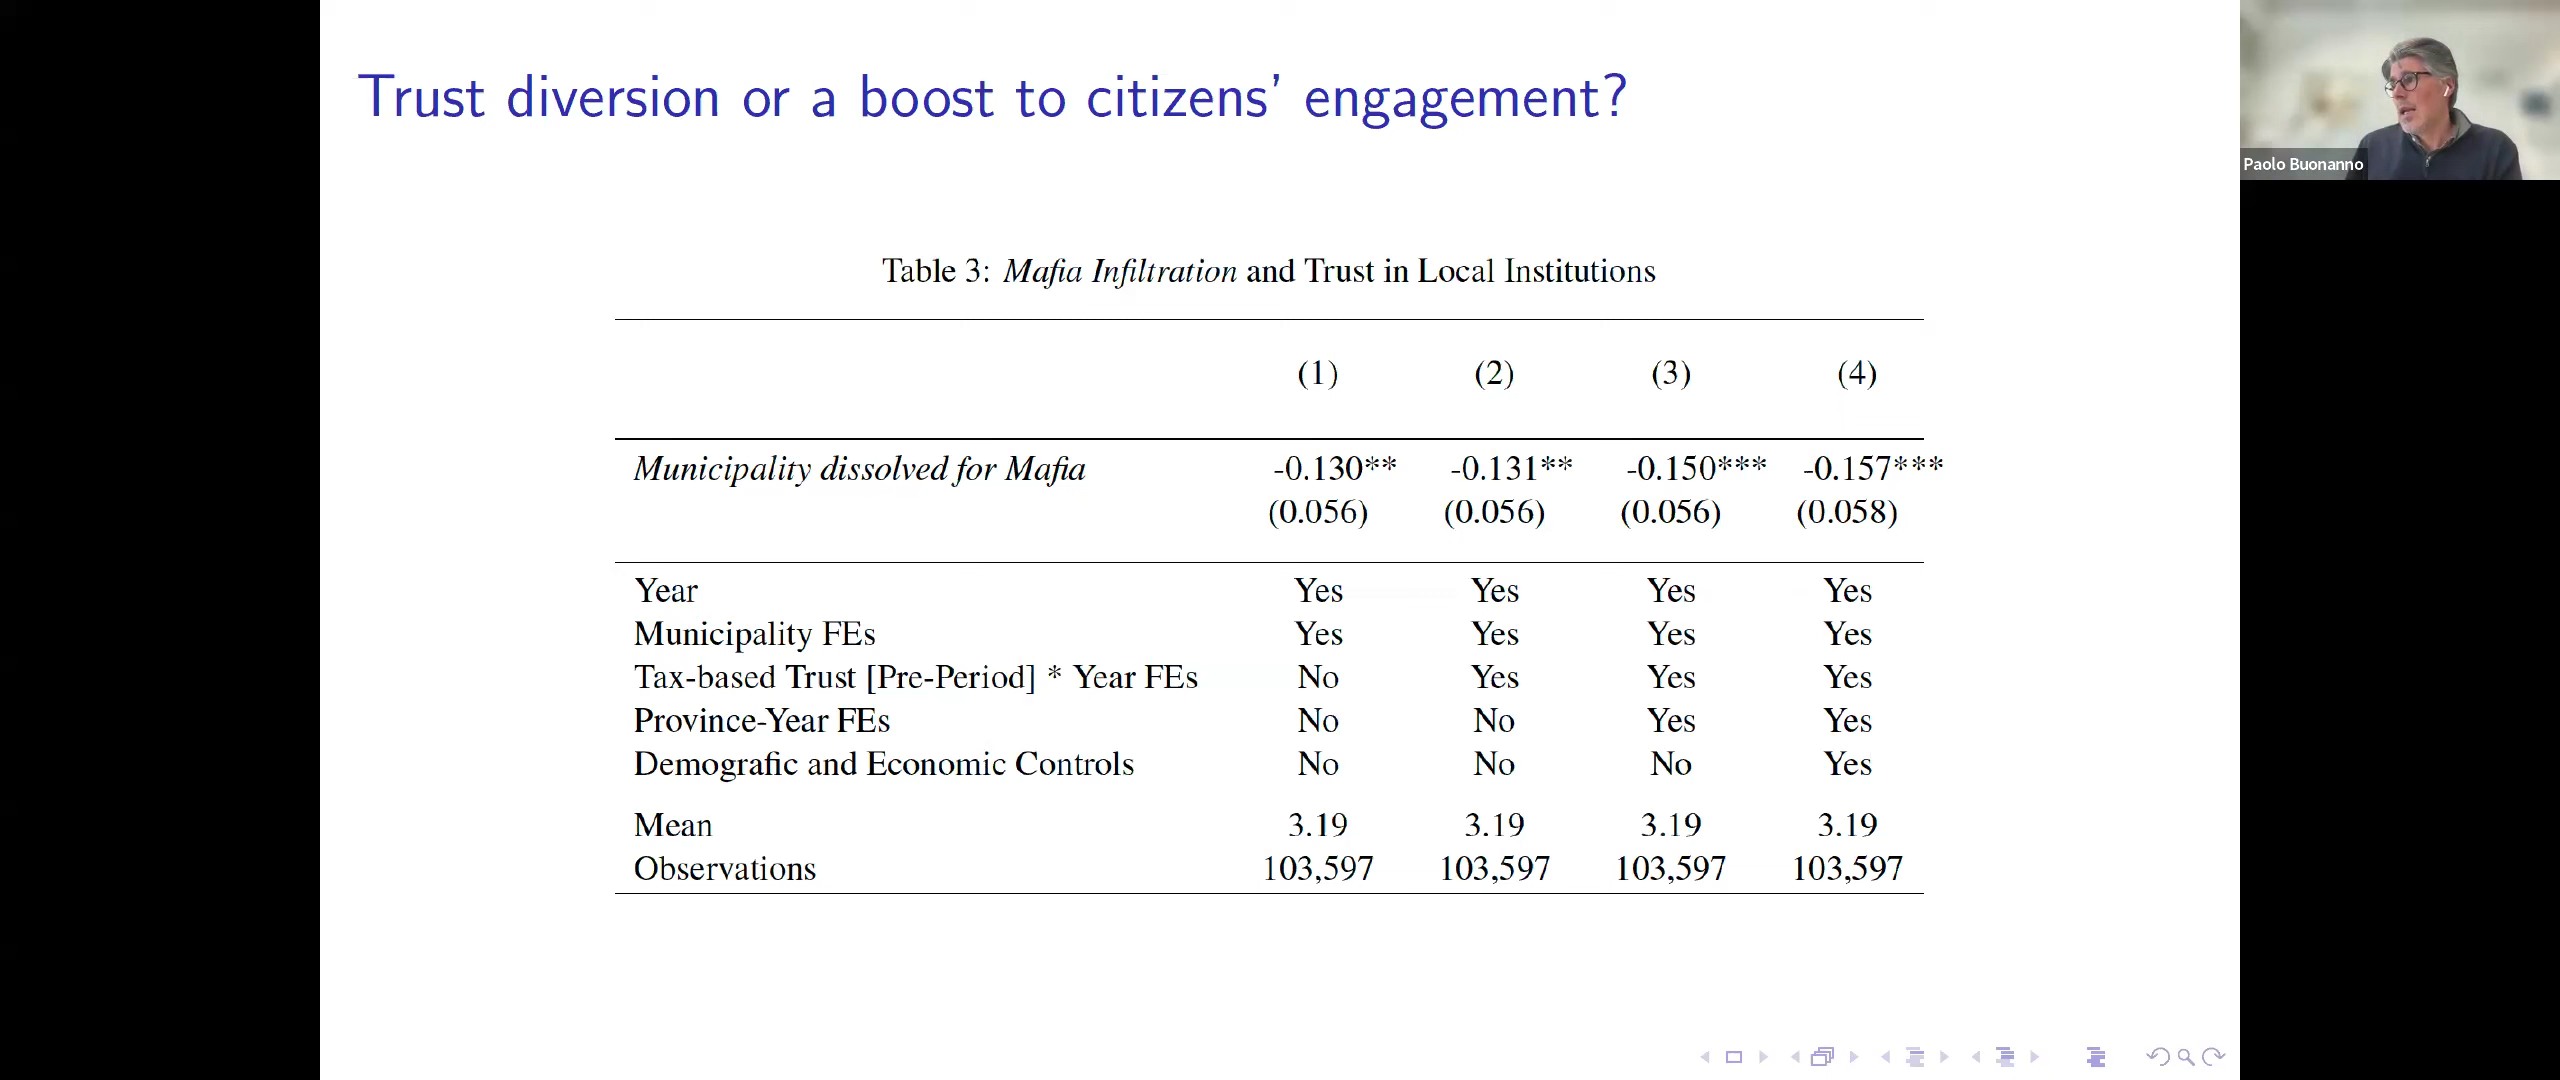 Trust diversion or a boost to citizens' engagement?
Paolo Buonanno
Table 3: Mafia Infiltration and Trust in Local Institutions
(1) (2) (3) (4)
Municipality dissolved for Mafia -0.130** -0.131** -0.150*** -0.157***
(0.056) (0.056) (0.056) (0.058)
Year Yes Yes Yes Yes
Municipality FEs Yes Yes Yes Yes
Tax-based Trust [Pre-Period] * Year FEs No Yes Yes Yes
Province-Year FEs No No Yes Yes
Demografic and Economic Controls No No No Yes
Mean 3.19 3.19 3.19 3.19
Observations 103,597 103,597 103,597 103,597